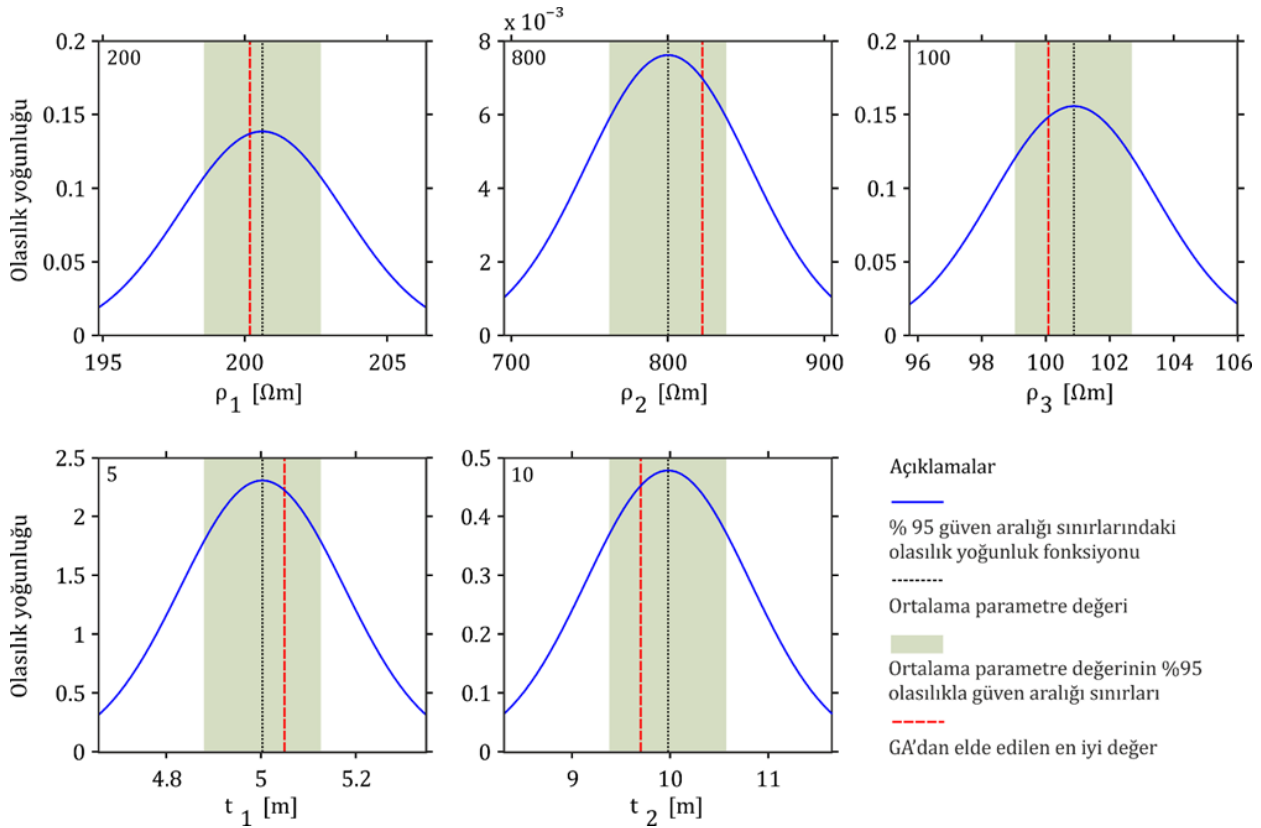 0.2
0.15
0.1
0.05
0
200
195 200 205
ρ1 [Ωm]
Olasılık yoğunluğu
x 10−3
8
6
4
2
0
800
700 800 900
ρ2 [Ωm]
0.2
0.15
0.1
0.05
0
100
96 98 100 102 104 106
ρ3 [Ωm]
2.5
2
1.5
1
0.5
0
5
4.8 5 5.2
t1 [m]
Olasılık yoğunluğu
0.5
0.4
0.3
0.2
0.1
0
10
9 10 11
t2 [m]
Açıklamalar
% 95 güven aralığı sınırlarındaki
olasılık yoğunluk fonksiyonu
Ortalama parametre değeri
Ortalama parametre değerinin %95
olasılıkla güven aralığı sınırları
GA’dan elde edilen en iyi değer